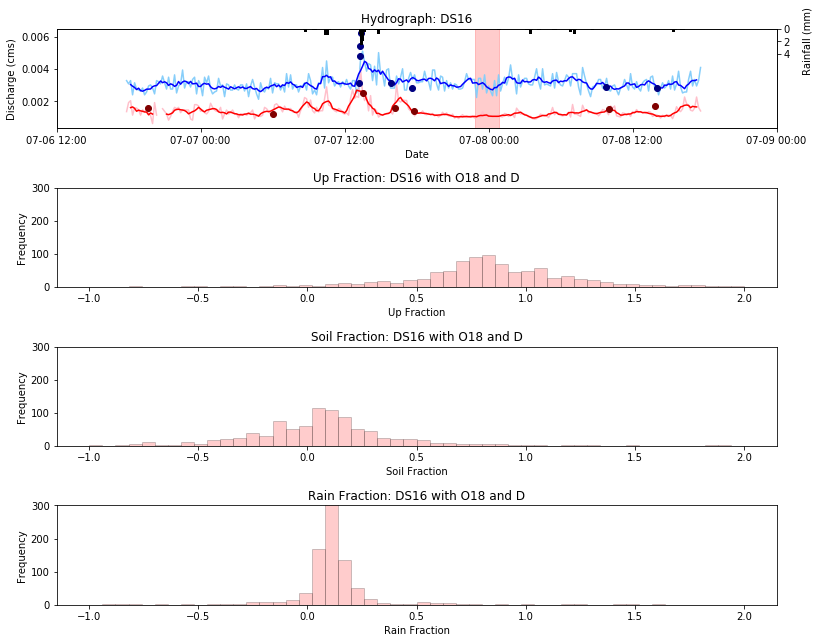 Hydrograph: DS16
0.006
0.004
0.002
Discharge (cms)
0
2
4
Rainfall (mm)
07-06 12:00 07-07 00:00 07-07 12:00 07-08 00:00 07-08 12:00 07-09 00:00
Date
Up Fraction: DS16 with O18 and D
300
200
100
0
Frequency
−1.0 −0.5 0.0 0.5 1.0 1.5 2.0
Up Fraction
Soil Fraction: DS16 with O18 and D
300
200
100
0
Frequency
−1.0 −0.5 0.0 0.5 1.0 1.5 2.0
Soil Fraction
Rain Fraction: DS16 with O18 and D
300
200
100
0
Frequency
−1.0 −0.5 0.0 0.5 1.0 1.5 2.0
Rain Fraction